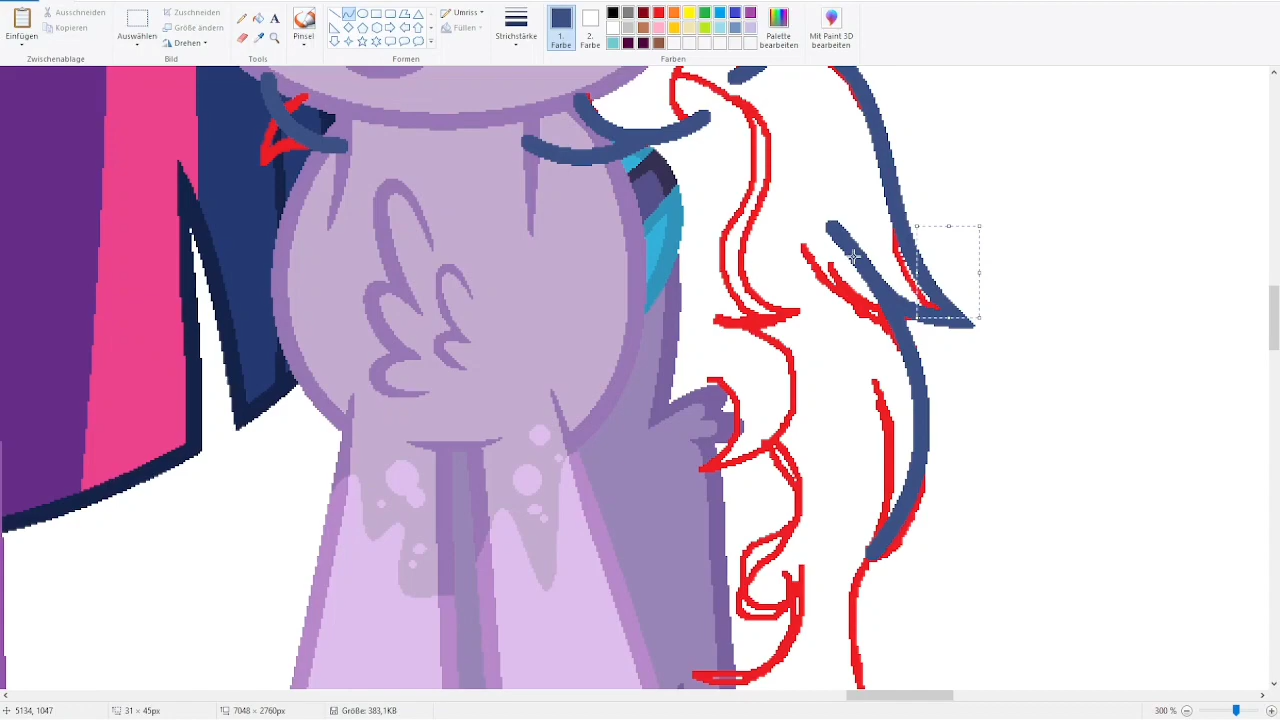 Ausschneiden
Kopieren
Einfügen
Zwischenablage
Auswählen
Zuschneiden
Größe ändern
Drehen
Bild
Tools
Pinsel
Formen
Umriss
Füllen
Strichstärke
1. Farbe
2. Farbe
Palette bearbeiten
Mit Paint 3D bearbeiten
Farben
5134, 1047
31 × 45px
7048 × 2760px
Größe: 383,1KB
300 %